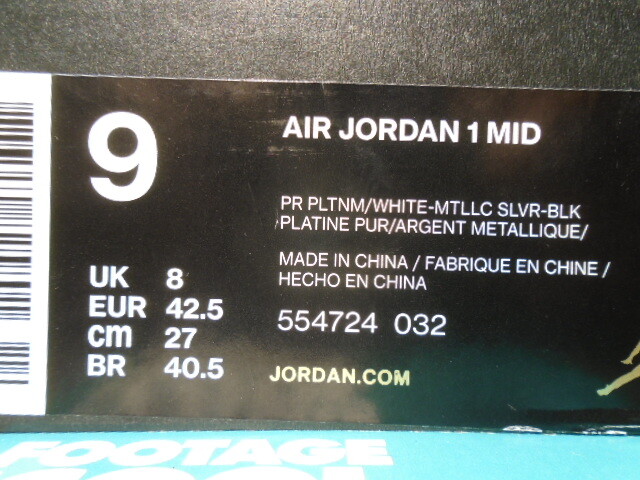 9
AIR JORDAN 1 MID
PR PLTNM/WHITE-MTLLC SLVR-BLK
/PLATINE PUR/ARGENT METALLIQUE/
MADE IN CHINA / FABRIQUE EN CHINE /
HECHO EN CHINA
UK 8
EUR 42.5
cm 27
BR 40.5
554724 032
JORDAN.COM
FOOTAGE